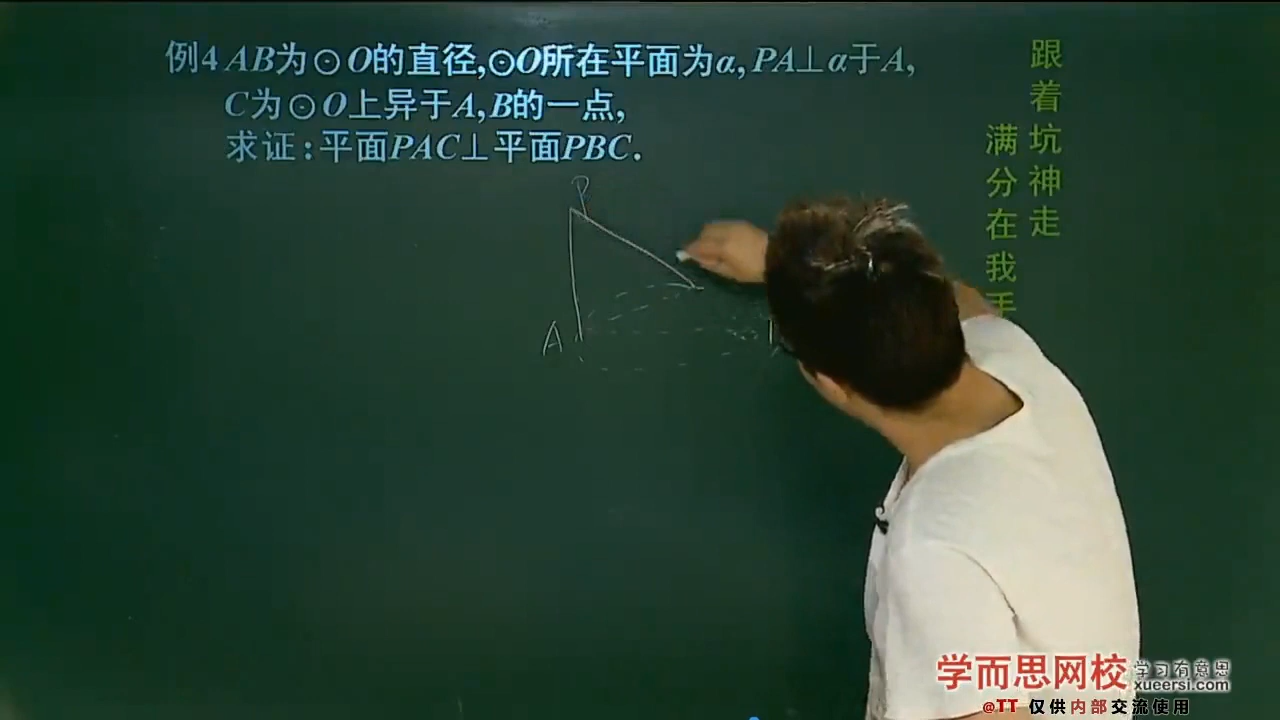 例4 AB为⊙O的直径,⊙O所在平面为α,PA⊥α于A,
C为⊙O上异于A,B的一点,
求证:平面PAC⊥平面PBC.
跟着坑神走
满分在我手
P
A
学而思网校 学习有意思
xueersi.com
@TT 仅供内部交流使用